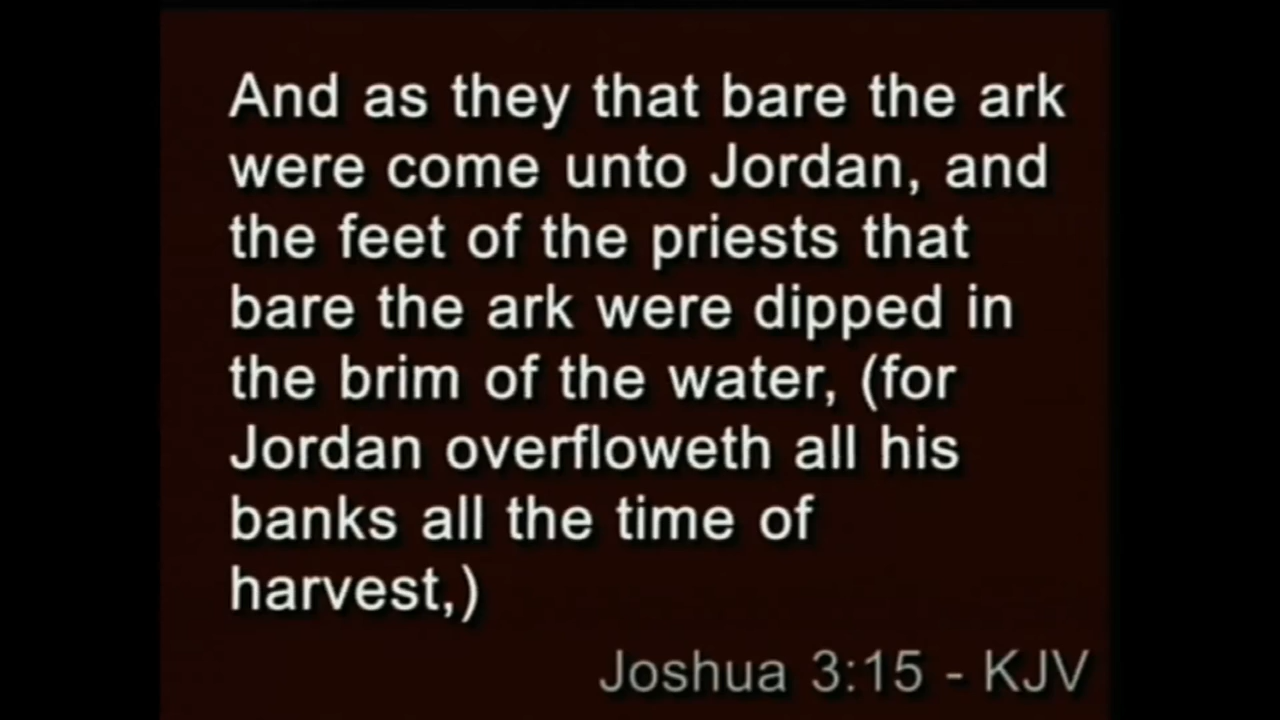 And as they that bare the ark
were come unto Jordan, and
the feet of the priests that
bare the ark were dipped in
the brim of the water, (for
Jordan overfloweth all his
banks all the time of
harvest,)
Joshua 3:15 - KJV